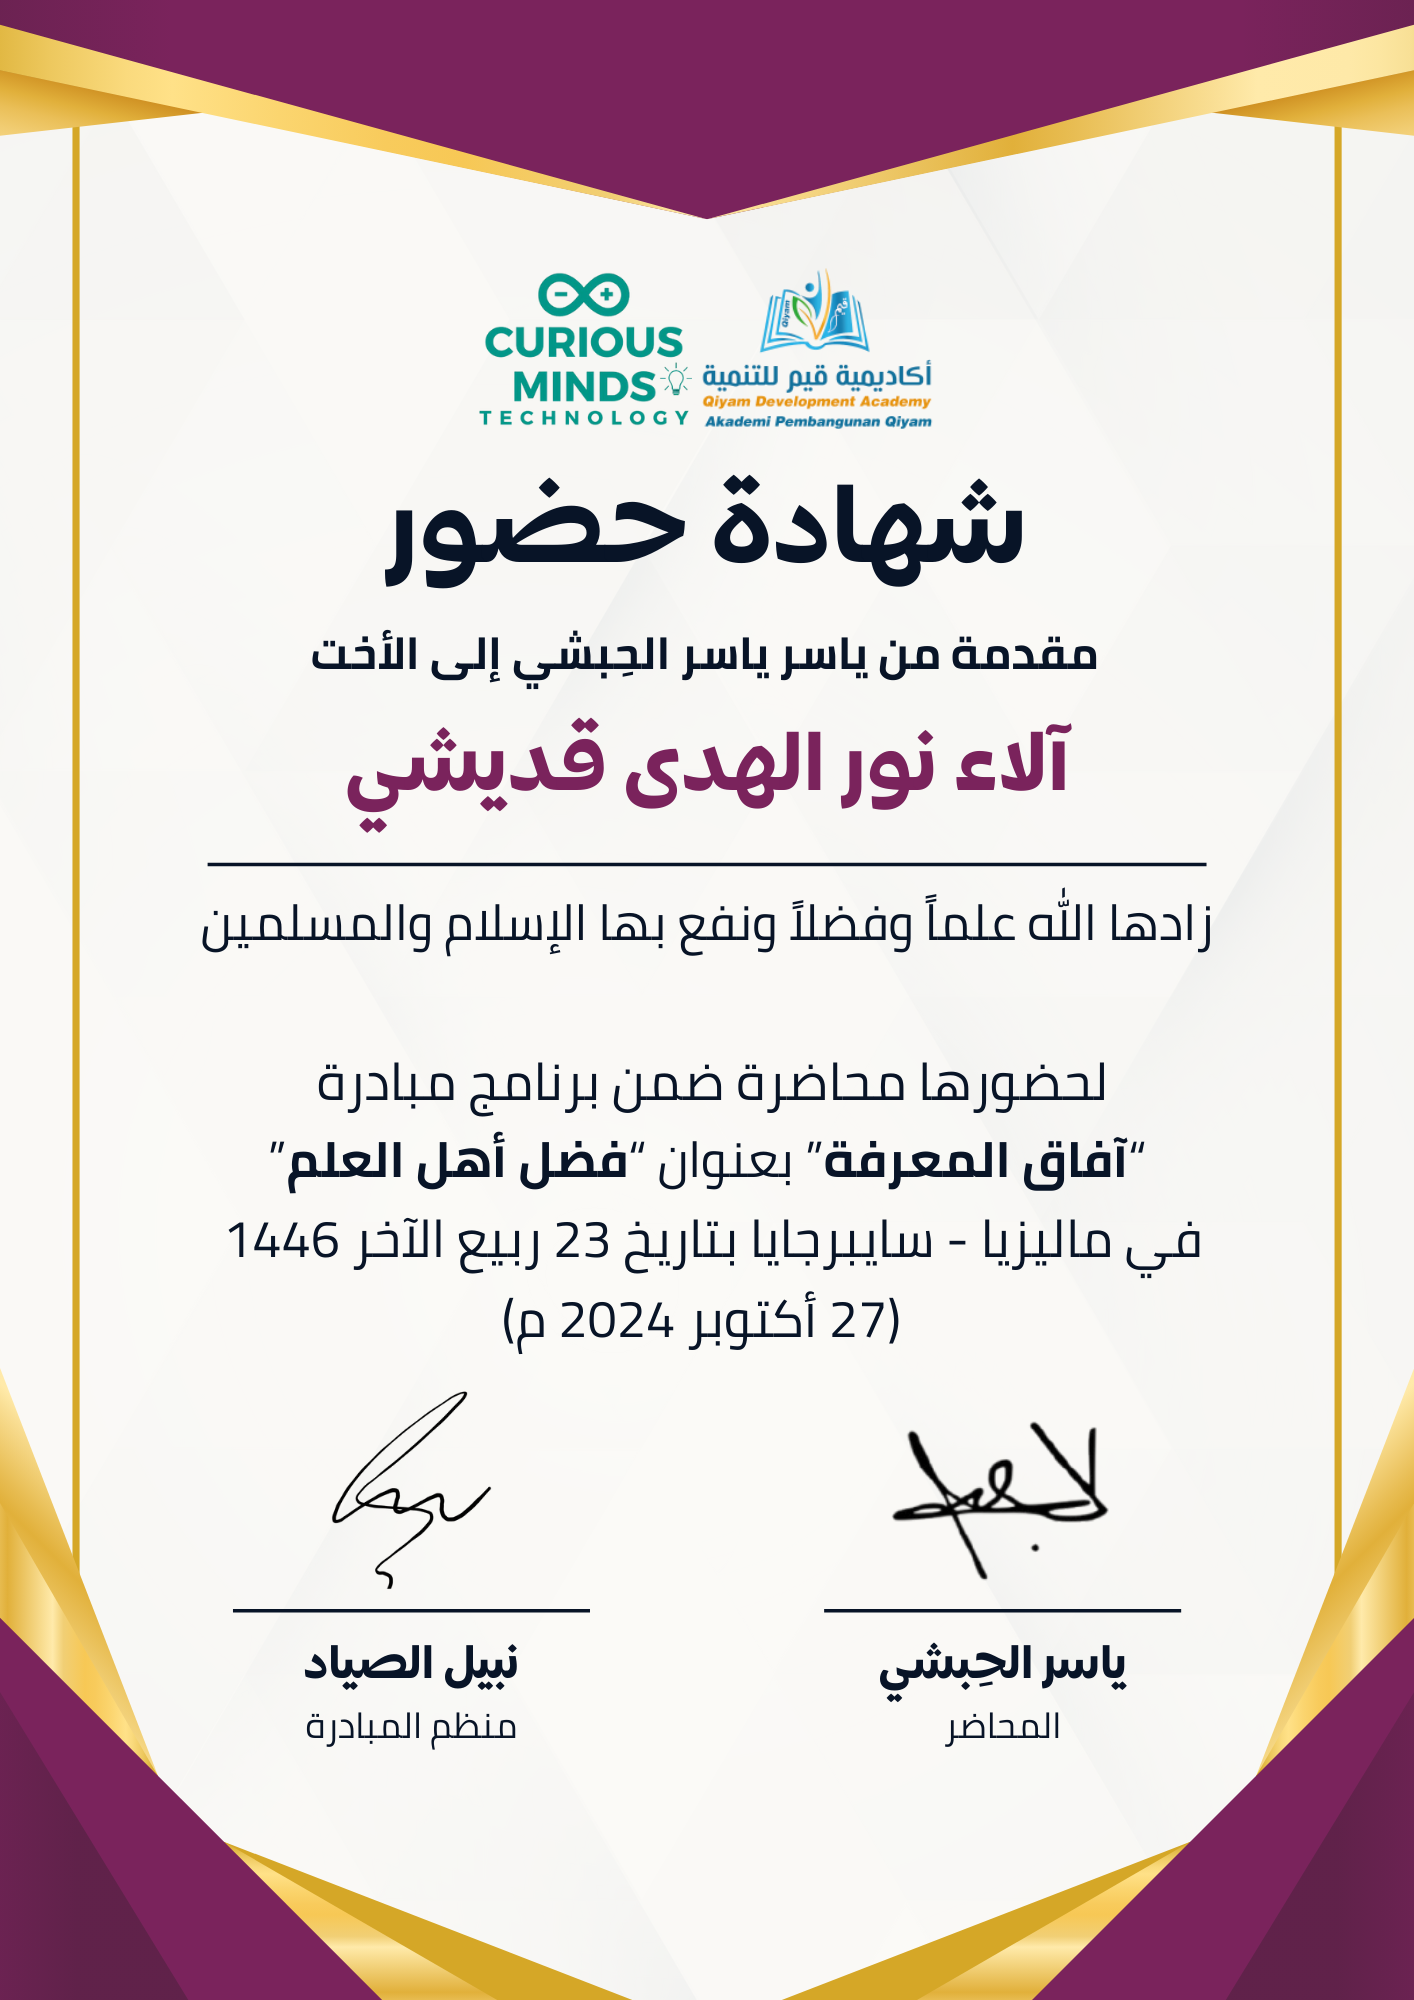 CURIOUS
MINDS
TECHNOLOGY
Qiyam
أكاديمية قيم للتنمية
Qiyam Development Academy
Akademi Pembangunan Qiyam
شهادة حضور
مقدمة من ياسر ياسر الحِبشي إلى الأخت
آلاء نور الهدى قديشي
زادها الله علماً وفضلاً ونفع بها الإسلام والمسلمين
لحضورها محاضرة ضمن برنامج مبادرة
“آفاق المعرفة” بعنوان “فضل أهل العلم”
في ماليزيا - سايبرجايا بتاريخ 23 ربيع الآخر 1446
(27 أكتوبر 2024 م)
ياسر الحِبشي
المحاضر
نبيل الصياد
منظم المبادرة